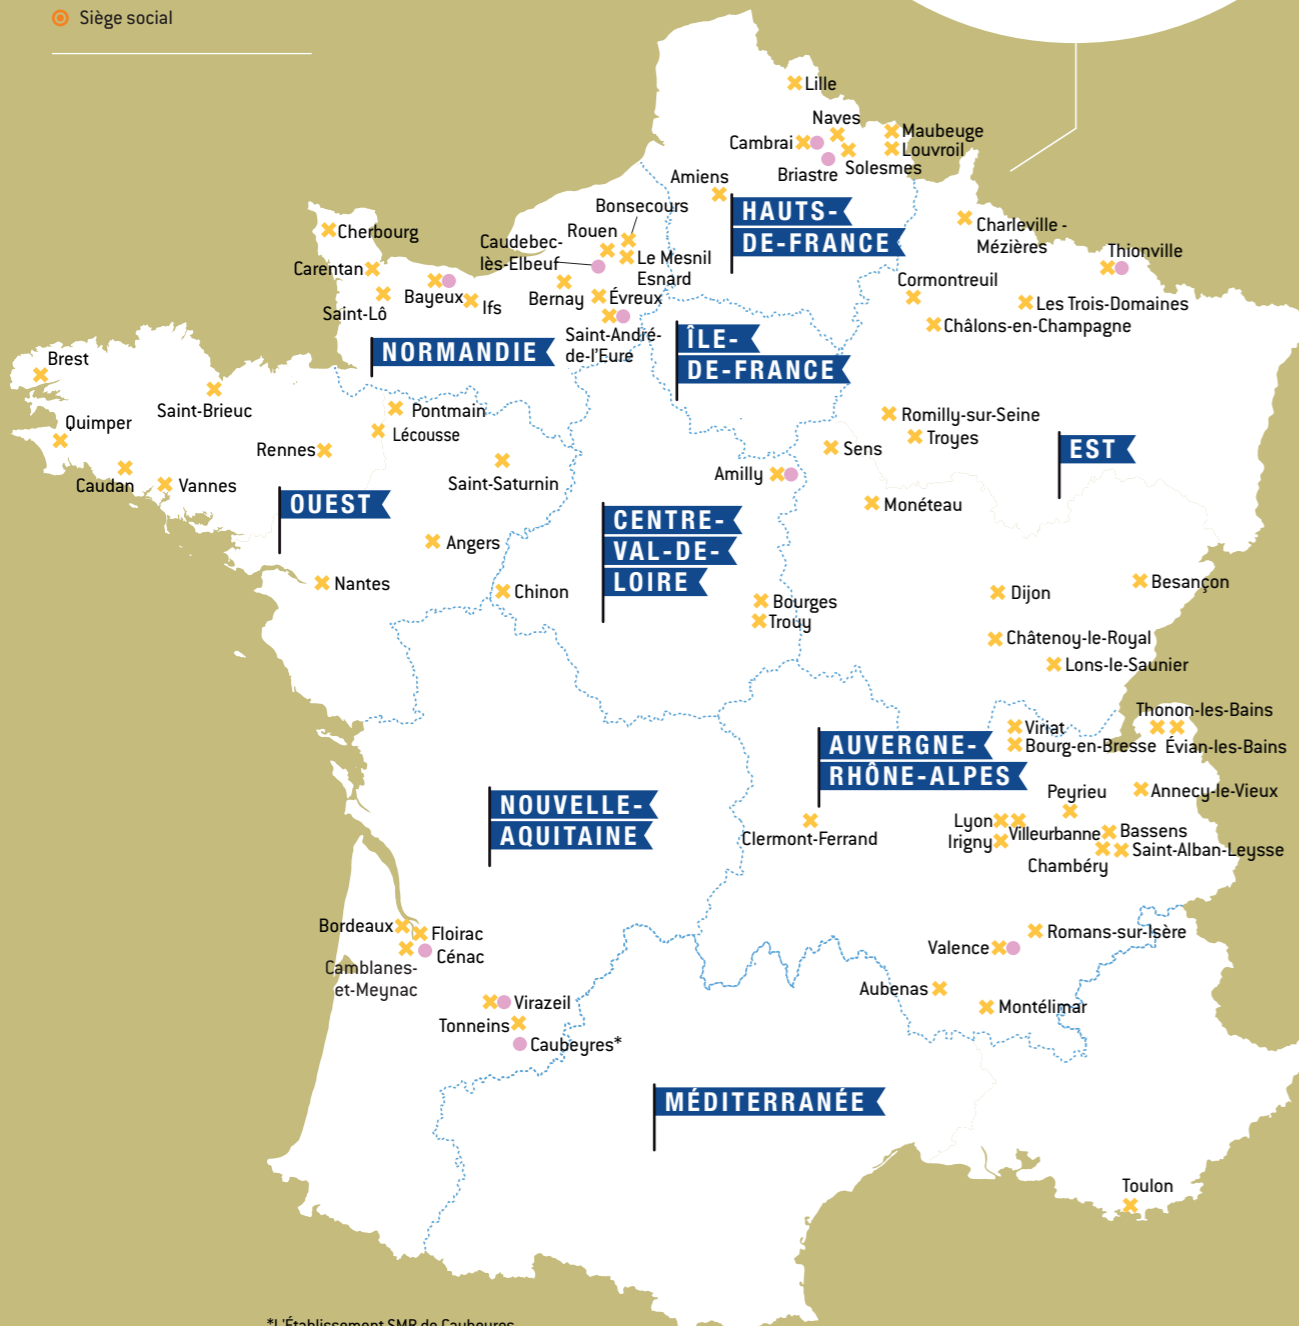 Siège social
Lille
Naves
Maubeuge
Cambrai
Louvroil
Solesmes
Briastre
Amiens
HAUTS-
DE-FRANCE
Bonsecours
Rouen
Caudebec-
lès-Elbeuf
Le Mesnil
Esnard
Cherbourg
Carentan
Saint-Lô
Bayeux
Ifs
Bernay
Évreux
Saint-André-
de-l'Eure
NORMANDIE
ÎLE-
DE-FRANCE
Charleville -
Mézières
Thionville
Cormontreuil
Les Trois-Domaines
Châlons-en-Champagne
Brest
Saint-Brieuc
Quimper
Pontmain
Lécousse
Rennes
Caudan
Vannes
Saint-Saturnin
OUEST
Angers
Nantes
Romilly-sur-Seine
Troyes
Sens
EST
Amilly
Monéteau
CENTRE-
VAL-DE-
LOIRE
Chinon
Bourges
Trouy
Dijon
Besançon
Châtenoy-le-Royal
Lons-le-Saunier
Thonon-les-Bains
Viriat
Bourg-en-Bresse
Évian-les-Bains
AUVERGNE-
RHÔNE-ALPES
Annecy-le-Vieux
Peyrieu
NOUVELLE-
AQUITAINE
Clermont-Ferrand
Lyon
Villeurbanne
Irigny
Bassens
Saint-Alban-Leysse
Chambéry
Bordeaux
Floirac
Cénac
Camblanes-
et-Meynac
Virazeil
Tonneins
Caubeyres*
Romans-sur-Isère
Valence
Aubenas
Montélimar
MÉDITERRANÉE
Toulon
*L'Établissement SMR de Caubeyres